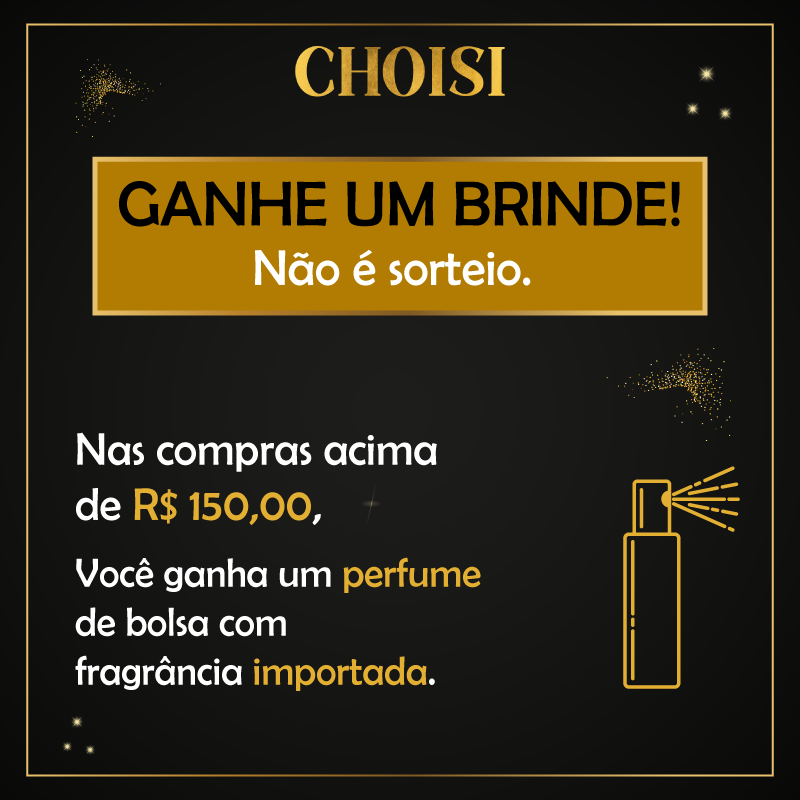 CHOISI
GANHE UM BRINDE!
Não é sorteio.
Nas compras acima
de R$ 150,00,
Você ganha um perfume
de bolsa com
fragrância importada.